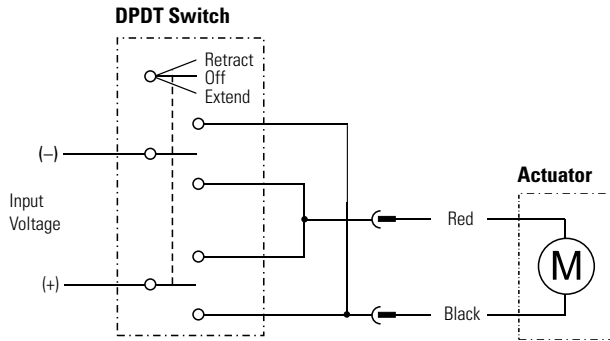 DPDT Switch
Retract
Off
Extend
(–)
Input
Voltage
(+)
Red
Black
Actuator
M